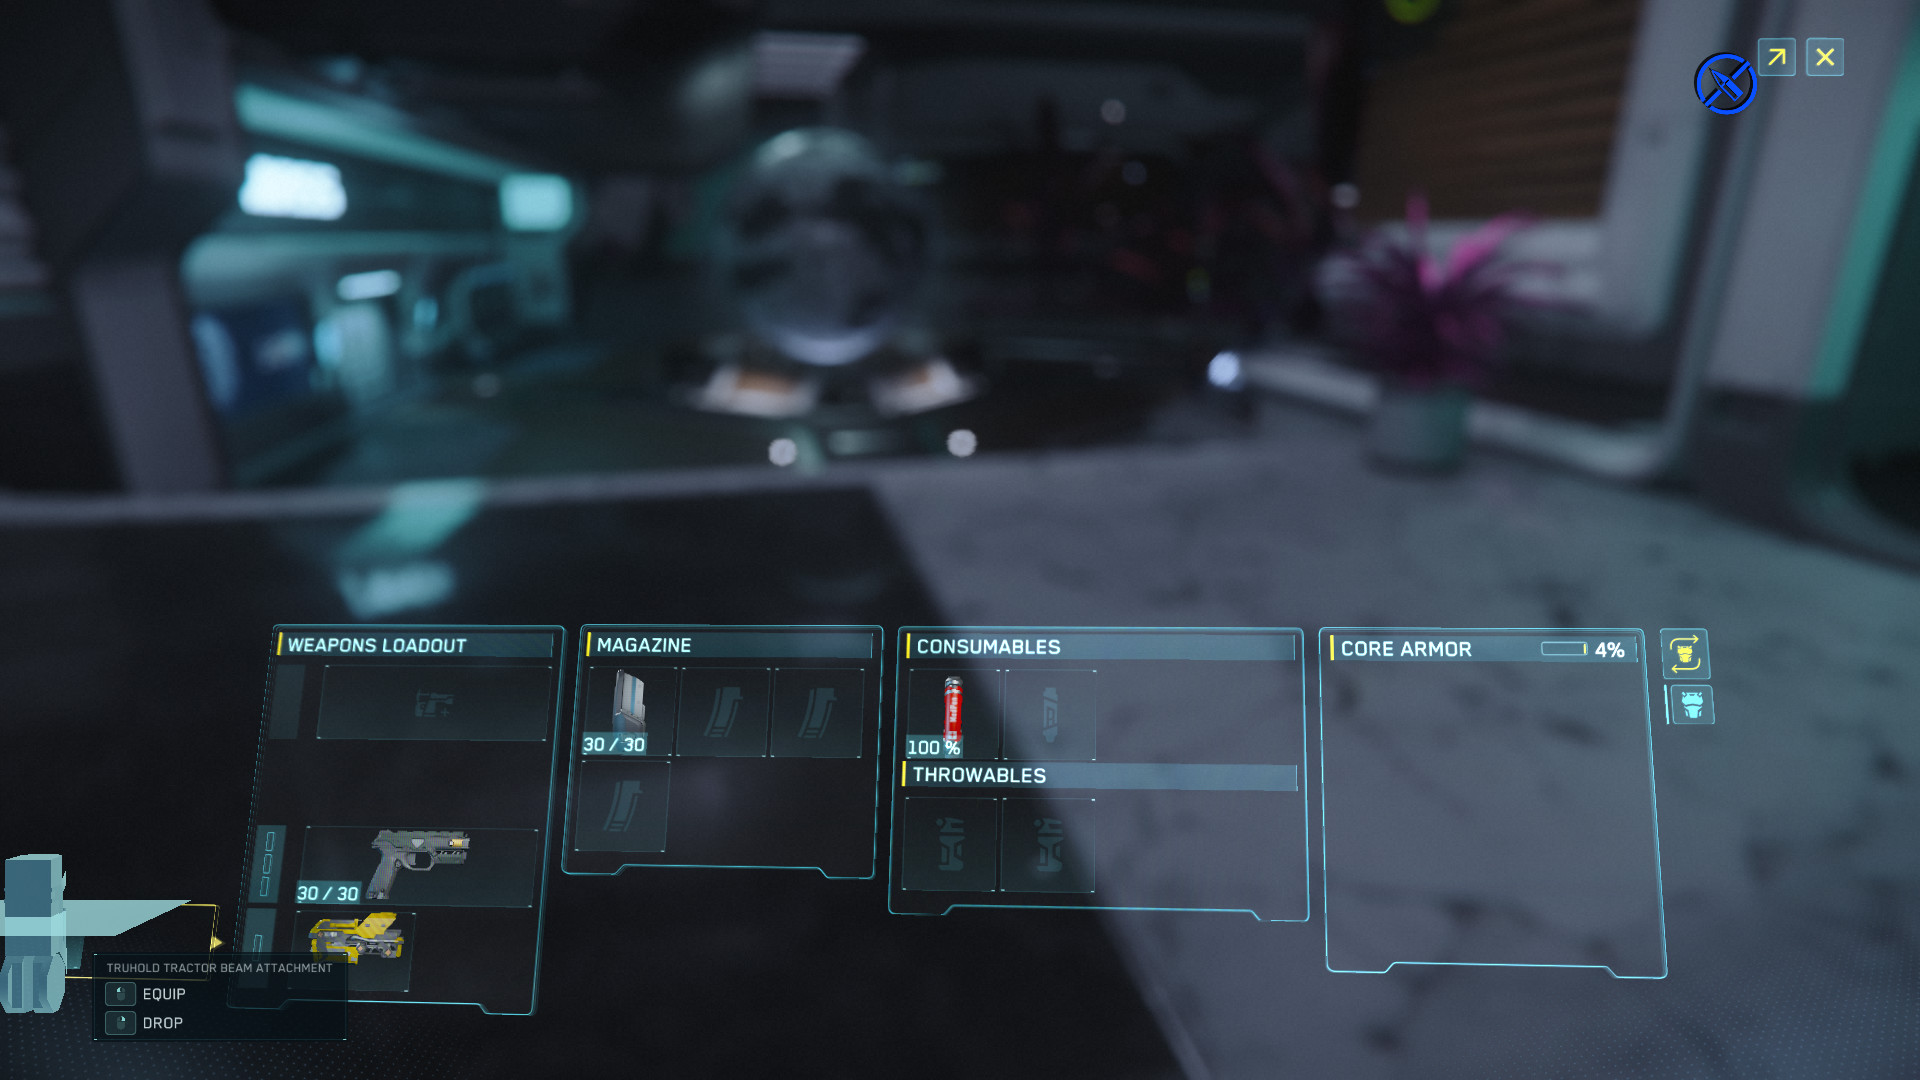 WEAPONS LOADOUT
30 / 30
MAGAZINE
30 / 30
CONSUMABLES
MedPen
100 %
THROWABLES
CORE ARMOR
4%
TRUHOLD TRACTOR BEAM ATTACHMENT
EQUIP
DROP